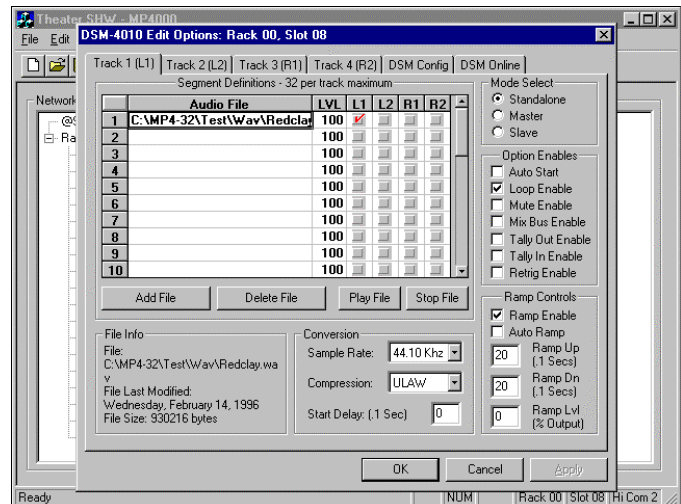 Theater.SHW - MP4000
File Edit
DSM-4010 Edit Options: Rack 00, Slot 08
Track 1 (L1) Track 2 (L2) Track 3 (R1) Track 4 (R2) DSM Config DSM Online
Segment Definitions - 32 per track maximum
Audio File LVL L1 L2 R1 R2
1 C:\MP4-32\Test\Wav\Redclay 100
2 100
3 100
4 100
5 100
6 100
7 100
8 100
9 100
10 100
Add File Delete File Play File Stop File
Mode Select
Standalone
Master
Slave
Option Enables
Auto Start
Loop Enable
Mute Enable
Mix Bus Enable
Tally Out Enable
Tally In Enable
Retrig Enable
File Info
File:
C:\MP4-32\Test\Wav\Redclay.wa
v
File Last Modified:
Wednesday, February 14, 1996
File Size: 930216 bytes
Conversion
Sample Rate: 44.10 Khz
Compression: ULAW
Start Delay: (.1 Sec) 0
Ramp Controls
Ramp Enable
Auto Ramp
20 Ramp Up
(.1 Secs)
20 Ramp Dn
(.1 Secs)
0 Ramp Lvl
(% Output)
OK Cancel Apply
Network
Ra
Ready NUM Rack 00 Slot 08 Hi Com 2